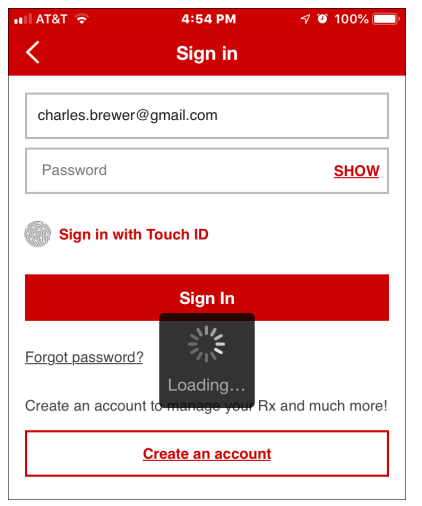 AT&T 4:54 PM 100%
Sign in
charles.brewer@gmail.com
Password SHOW
Sign in with Touch ID
Sign In
Forgot password?
Loading...
Create an account to manage your Rx and much more!
Create an account